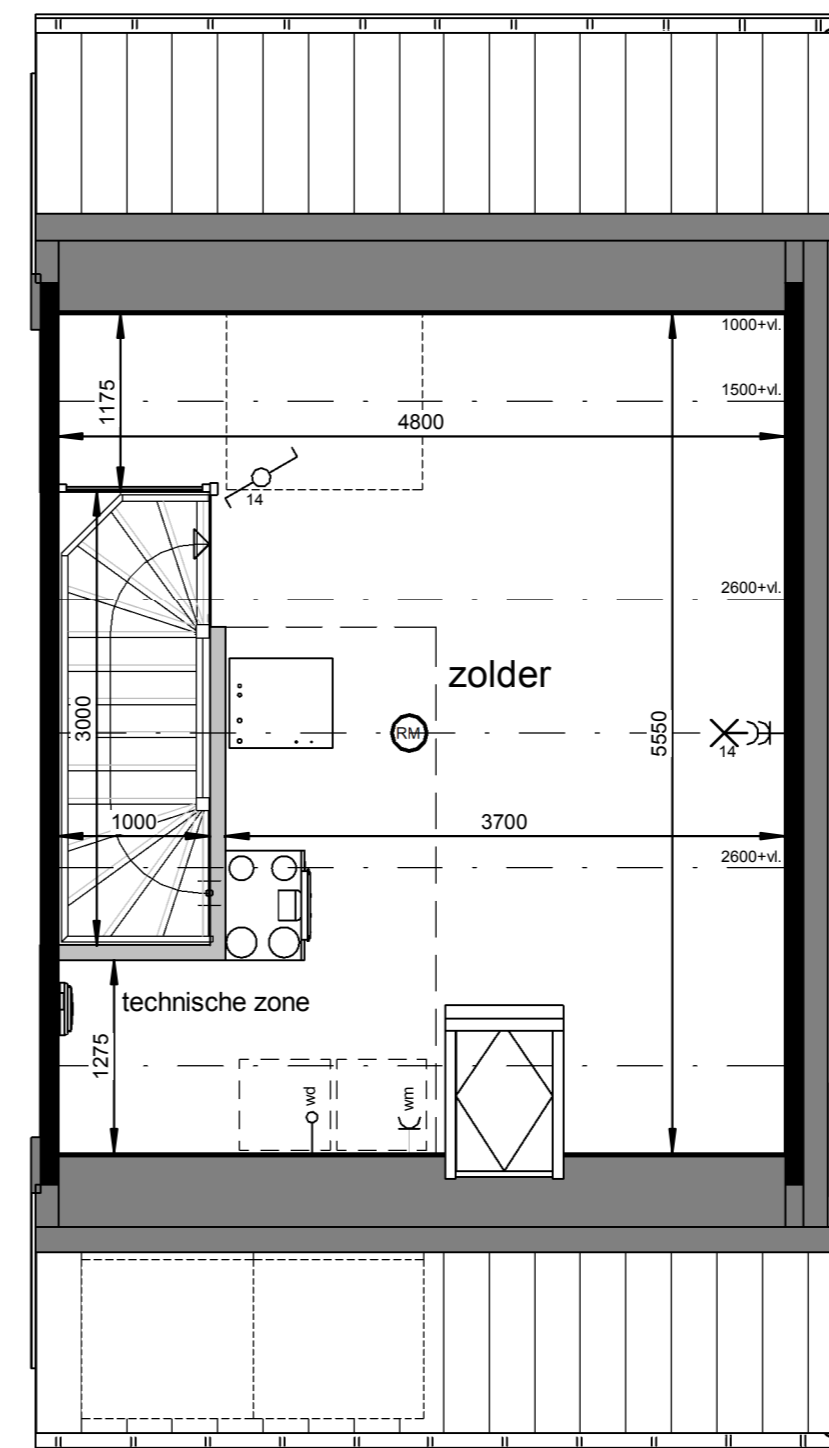 1000+vl.
1500+vl.
1175
4800
14
2600+vl.
zolder
3000
RM
5550
14
1000
3700
2600+vl.
technische zone
1275
wd
wm